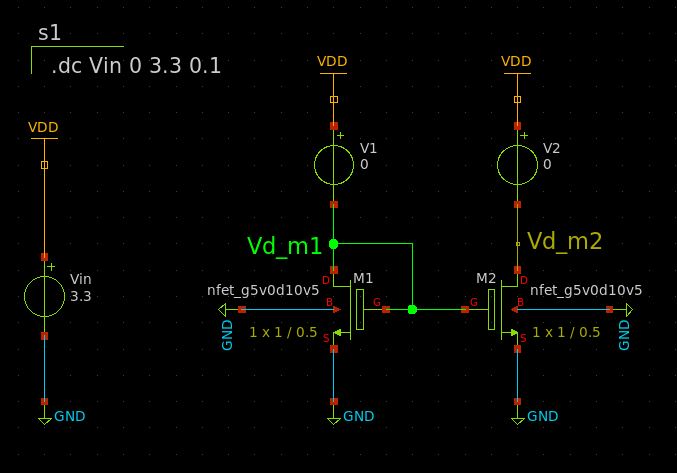 s1
.dc Vin 0 3.3 0.1
VDD
VDD
VDD
+
V1
0
+
V2
0
Vd_m1
Vd_m2
+
Vin
3.3
D
M1
M2
D
nfet_g5v0d10v5
nfet_g5v0d10v5
B
G
G
B
GND
1 x 1 / 0.5
1 x 1 / 0.5
GND
S
S
GND
GND
GND